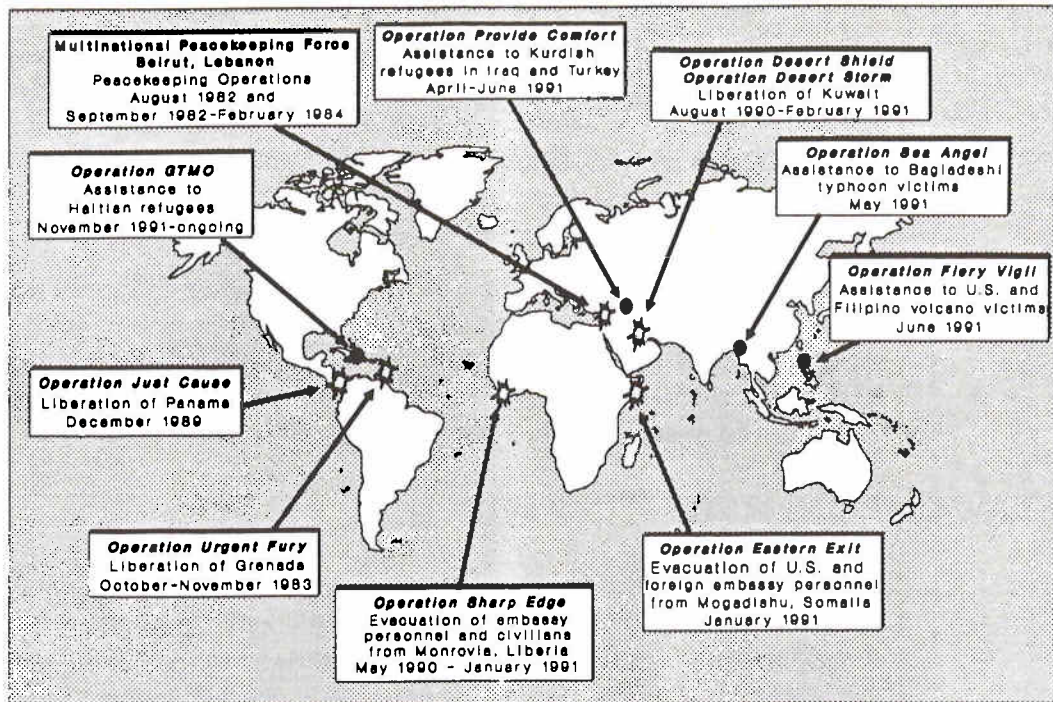 Multinational Peacekeeping Force
Beirut, Lebanon
Peacekeeping Operations
August 1982 and
September 1982-February 1984
Operation Provide Comfort
Assistance to Kurdish
refugees in Iraq and Turkey
April-June 1991
Operation Desert Shield
Operation Desert Storm
Liberation of Kuwait
August 1990-February 1991
Operation GTMO
Assistance to
Haitian refugees
November 1991-ongoing
Operation Sea Angel
Assistance to Bagladeshi
typhoon victims
May 1991
Operation Fiery Vigil
Assistance to U.S. and
Filipino volcano victims
June 1991
Operation Just Cause
Liberation of Panama
December 1989
Operation Urgent Fury
Liberation of Grenada
October-November 1983
Operation Sharp Edge
Evacuation of embassy
personnel and civilians
from Monrovia, Liberia
May 1990 - January 1991
Operation Eastern Exit
Evacuation of U.S. and
foreign embassy personnel
from Mogadishu, Somalia
January 1991